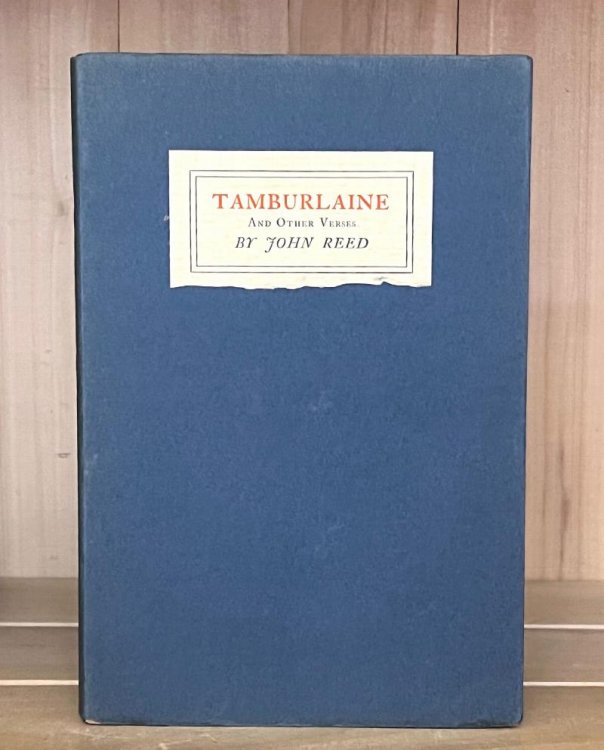 TAMBURLAINE
And Other Verses
BY JOHN REED